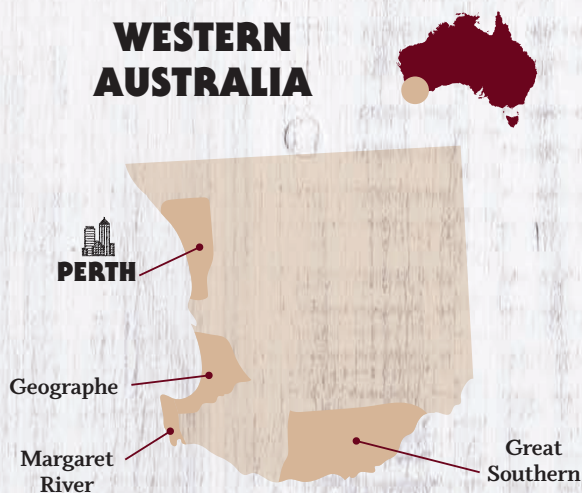 WESTERN
AUSTRALIA
PERTH
Geographe
Margaret
River
Great
Southern